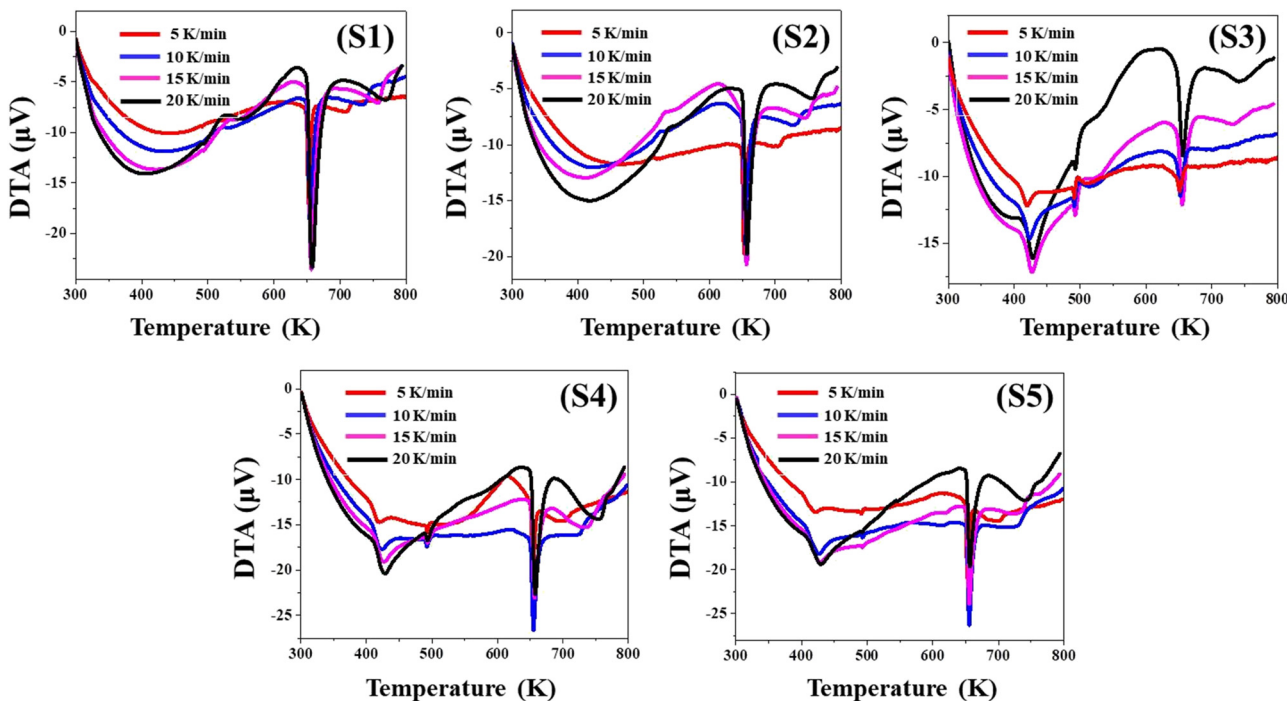 (S1)
5 K/min
10 K/min
15 K/min
20 K/min
0
-5
-10
-15
-20
DTA (µV)
300 400 500 600 700 800
Temperature (K)
(S2)
5 K/min
10 K/min
15 K/min
20 K/min
0
-5
-10
-15
-20
DTA (µV)
300 400 500 600 700 800
Temperature (K)
(S3)
5 K/min
10 K/min
15 K/min
20 K/min
0
-5
-10
-15
DTA (µV)
300 400 500 600 700 800
Temperature (K)
(S4)
5 K/min
10 K/min
15 K/min
20 K/min
0
-5
-10
-15
-20
-25
DTA (µV)
300 400 500 600 700 800
Temperature (K)
(S5)
5 K/min
10 K/min
15 K/min
20 K/min
0
-5
-10
-15
-20
-25
DTA (µV)
300 400 500 600 700 800
Temperature (K)